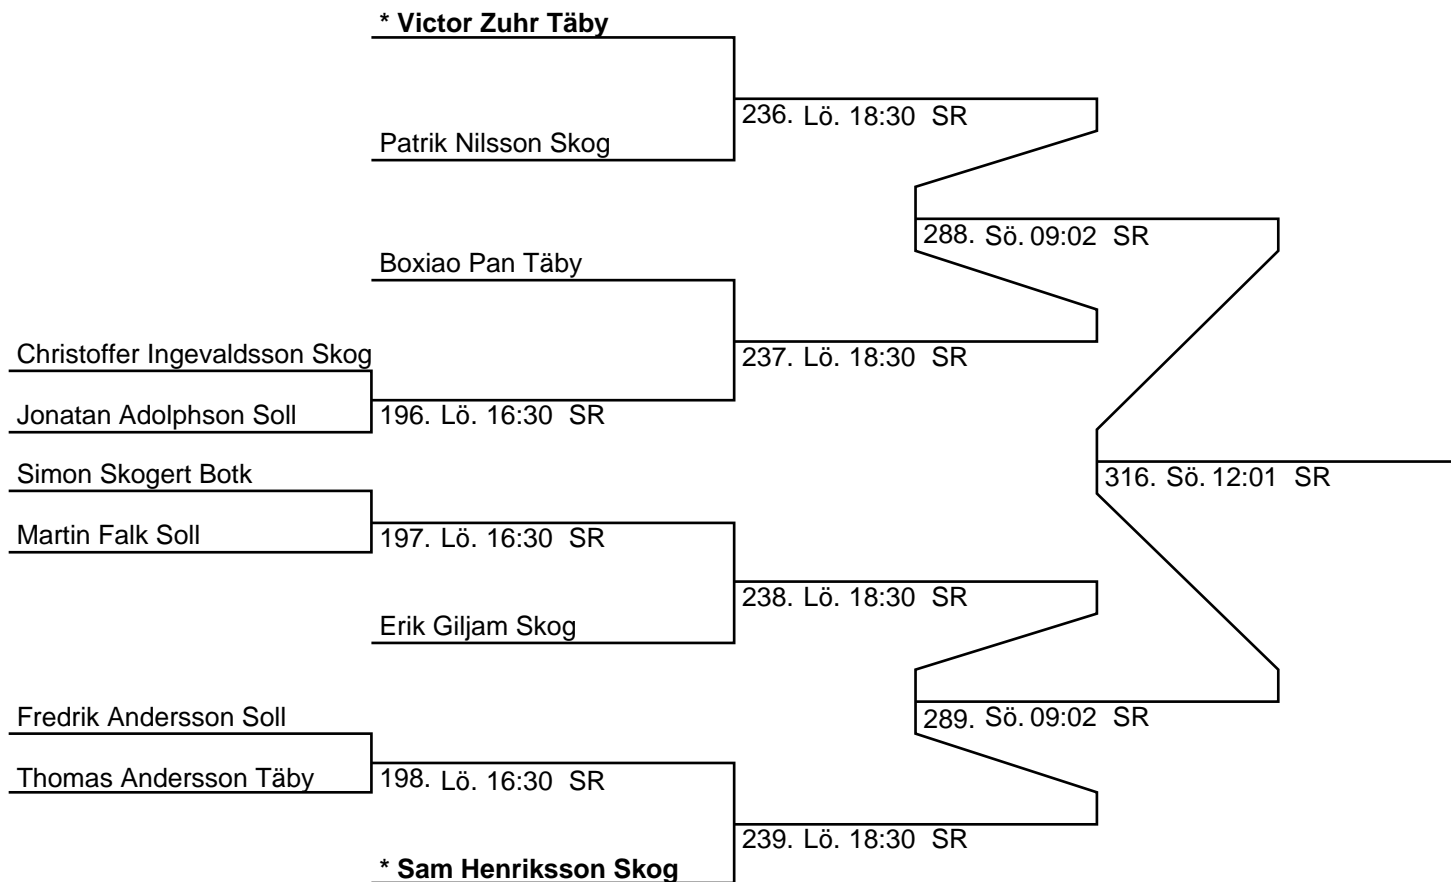 * Victor Zuhr Täby
236. Lö. 18:30 SR
Patrik Nilsson Skog
288. Sö. 09:02 SR
Boxiao Pan Täby
Christoffer Ingevaldsson Skog
237. Lö. 18:30 SR
Jonatan Adolphson Soll
196. Lö. 16:30 SR
Simon Skogert Botk
316. Sö. 12:01 SR
Martin Falk Soll
197. Lö. 16:30 SR
238. Lö. 18:30 SR
Erik Giljam Skog
Fredrik Andersson Soll
289. Sö. 09:02 SR
Thomas Andersson Täby
198. Lö. 16:30 SR
239. Lö. 18:30 SR
* Sam Henriksson Skog